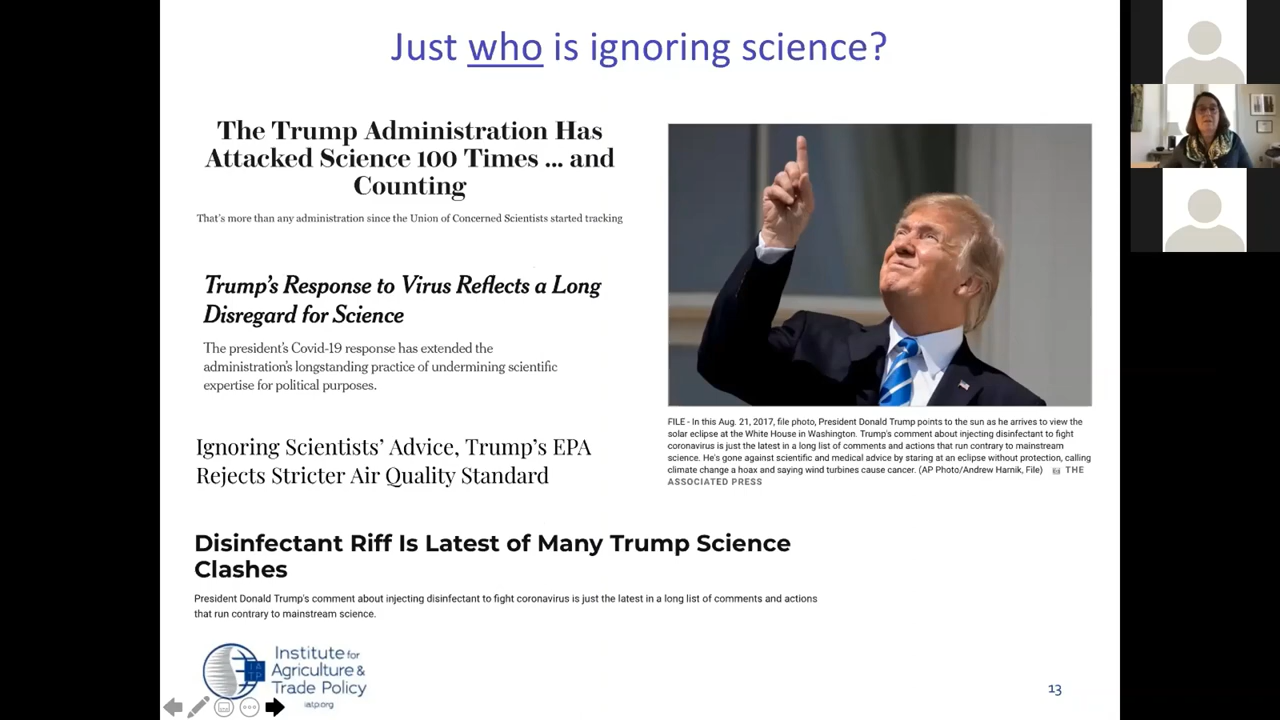 Just who is ignoring science?
The Trump Administration Has
Attacked Science 100 Times ... and
Counting
That's more than any administration since the Union of Concerned Scientists started tracking
Trump's Response to Virus Reflects a Long
Disregard for Science
The president's Covid-19 response has extended the
administration's longstanding practice of undermining scientific
expertise for political purposes.
Ignoring Scientists' Advice, Trump's EPA
Rejects Stricter Air Quality Standard
FILE - In this Aug. 21, 2017, file photo, President Donald Trump points to the sun as he arrives to view the
solar eclipse at the White House in Washington. Trump's comment about injecting disinfectant to fight
coronavirus is just the latest in a long list of comments and actions that run contrary to mainstream
science. He's gone against scientific and medical advice by staring at an eclipse without protection, calling
climate change a hoax and saying wind turbines cause cancer. (AP Photo/Andrew Harnik, File) THE
ASSOCIATED PRESS
Disinfectant Riff Is Latest of Many Trump Science
Clashes
President Donald Trump's comment about injecting disinfectant to fight coronavirus is just the latest in a long list of comments and actions
that run contrary to mainstream science.
IATP
Institute for
Agriculture &
Trade Policy
iatp.org
13